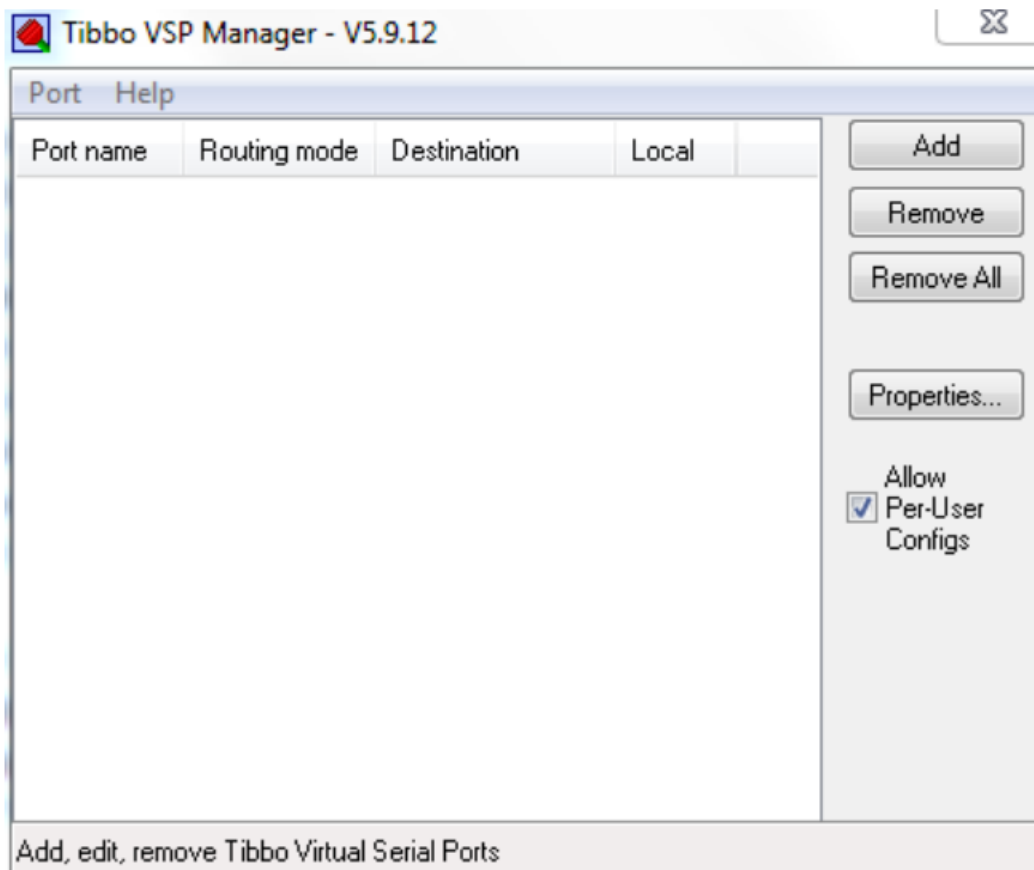 Tibbo VSP Manager - V5.9.12
Port Help
Port name Routing mode Destination Local
Add
Remove
Remove All
Properties...
Allow
Per-User
Configs
Add, edit, remove Tibbo Virtual Serial Ports